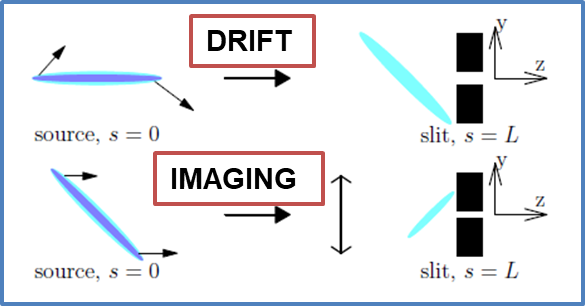 DRIFT
y
z
source, s = 0
slit, s = L
IMAGING
y
z
source, s = 0
slit, s = L